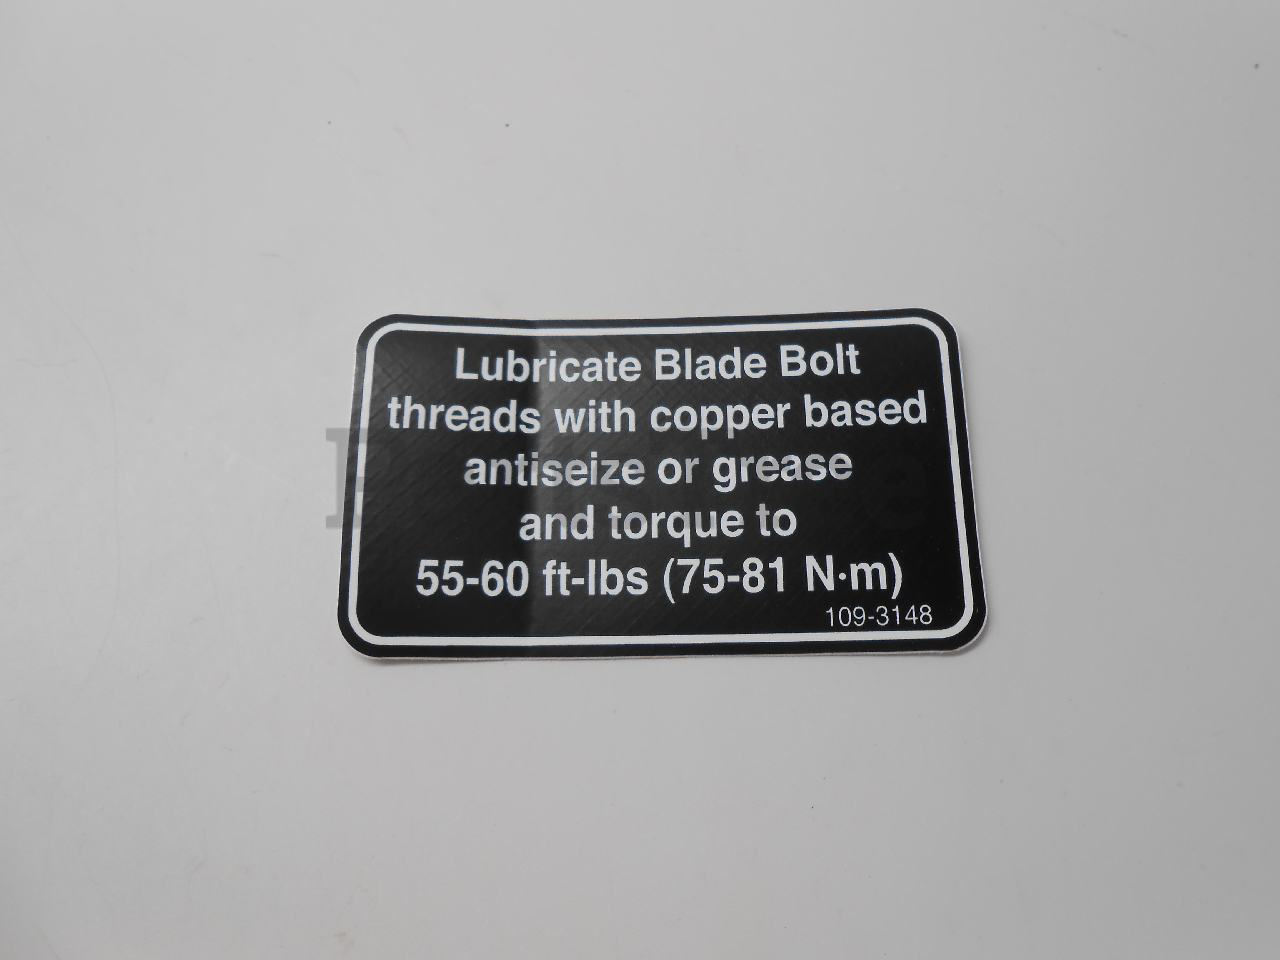 Lubricate Blade Bolt
threads with copper based
antiseize or grease
and torque to
55-60 ft-lbs (75-81 N·m)
109-3148